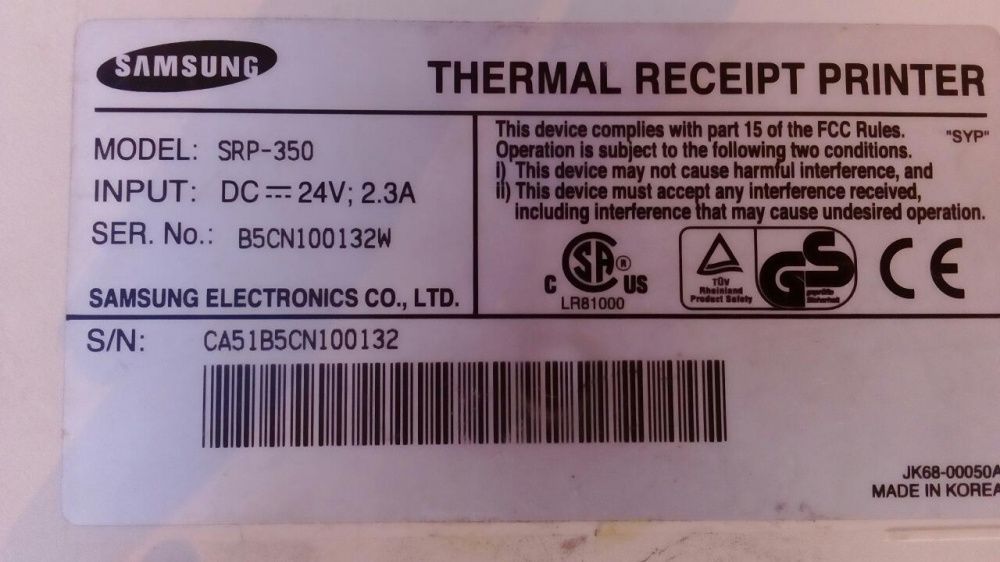 SAMSUNG
THERMAL RECEIPT PRINTER
MODEL: SRP-350
INPUT: DC⎓24V; 2.3A
SER. No.: B5CN100132W
SAMSUNG ELECTRONICS CO., LTD.
This device complies with part 15 of the FCC Rules.
"SYP"
Operation is subject to the following two conditions.
i) This device may not cause harmful interference, and
ii) This device must accept any interference received,
including interference that may cause undesired operation.
C SA ® US
LR81000
TÜV
Rheinland
Product Safety
GS
geprüfte
Sicherheit
CE
S/N: CA51B5CN100132
JK68-00050A
MADE IN KOREA